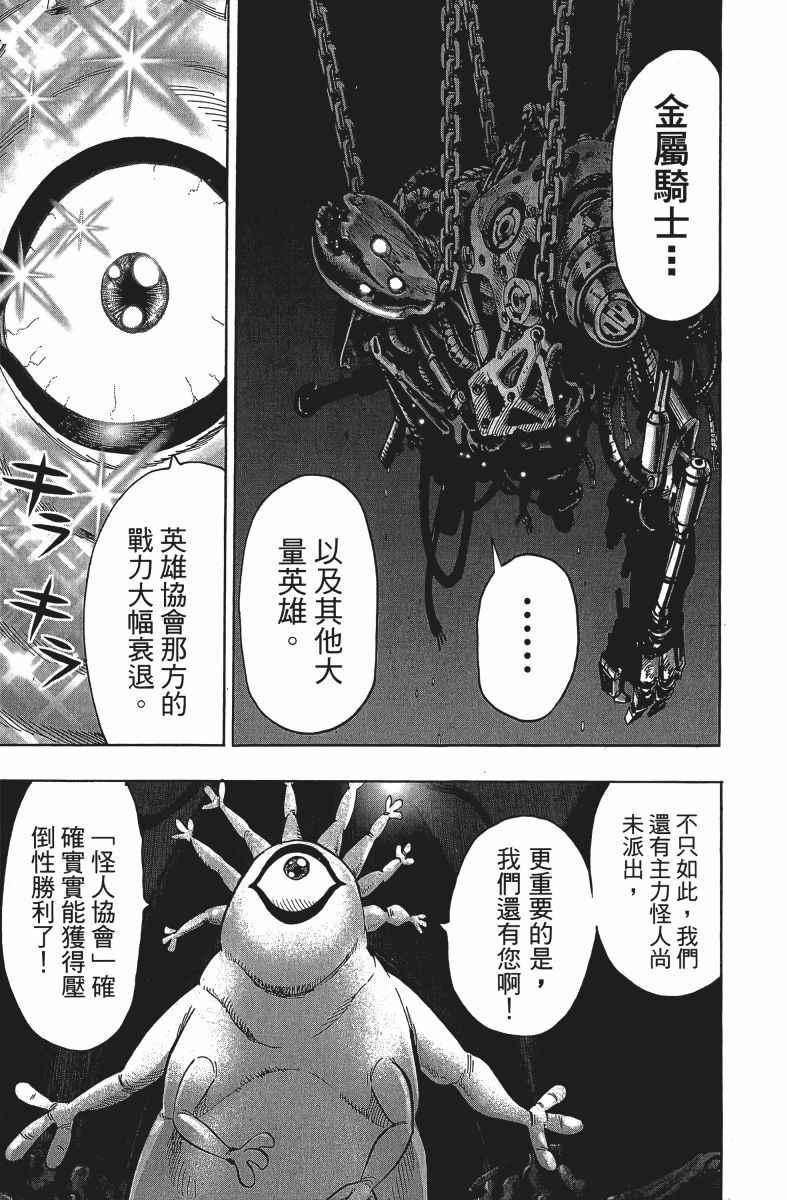 金屬騎士⋯
⋯⋯
以及其他大
量英雄。
英雄協會那方的
戰力大幅衰退。
キラ
キラ
不只如此，我們
還有主力怪人尚
未派出，
更重要的是，
我們還有您啊！
「怪人協會」確
確實實能獲得壓
倒性勝利了！